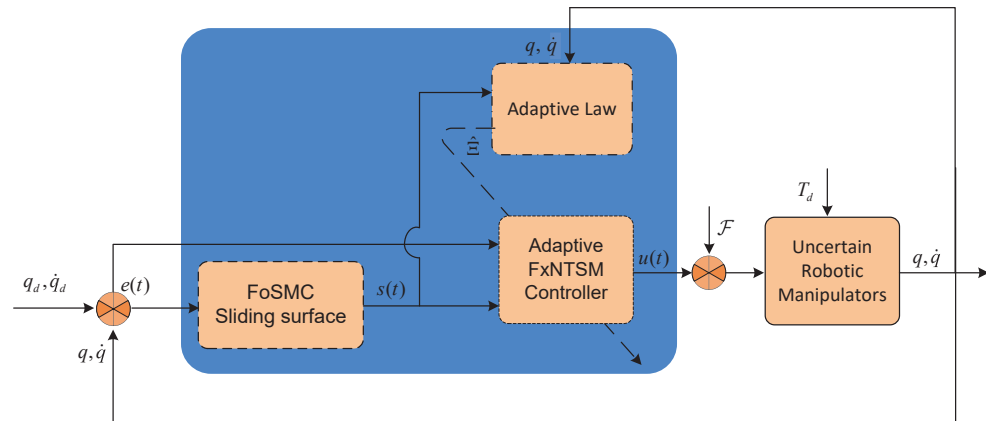 q, q̇
Adaptive Law
Ξ̂
T_d
ℱ
Adaptive
FxNTSM
Controller
u(t)
Uncertain
Robotic
Manipulators
q, q̇
q_d, q̇_d
e(t)
FoSMC
Sliding surface
s(t)
q, q̇